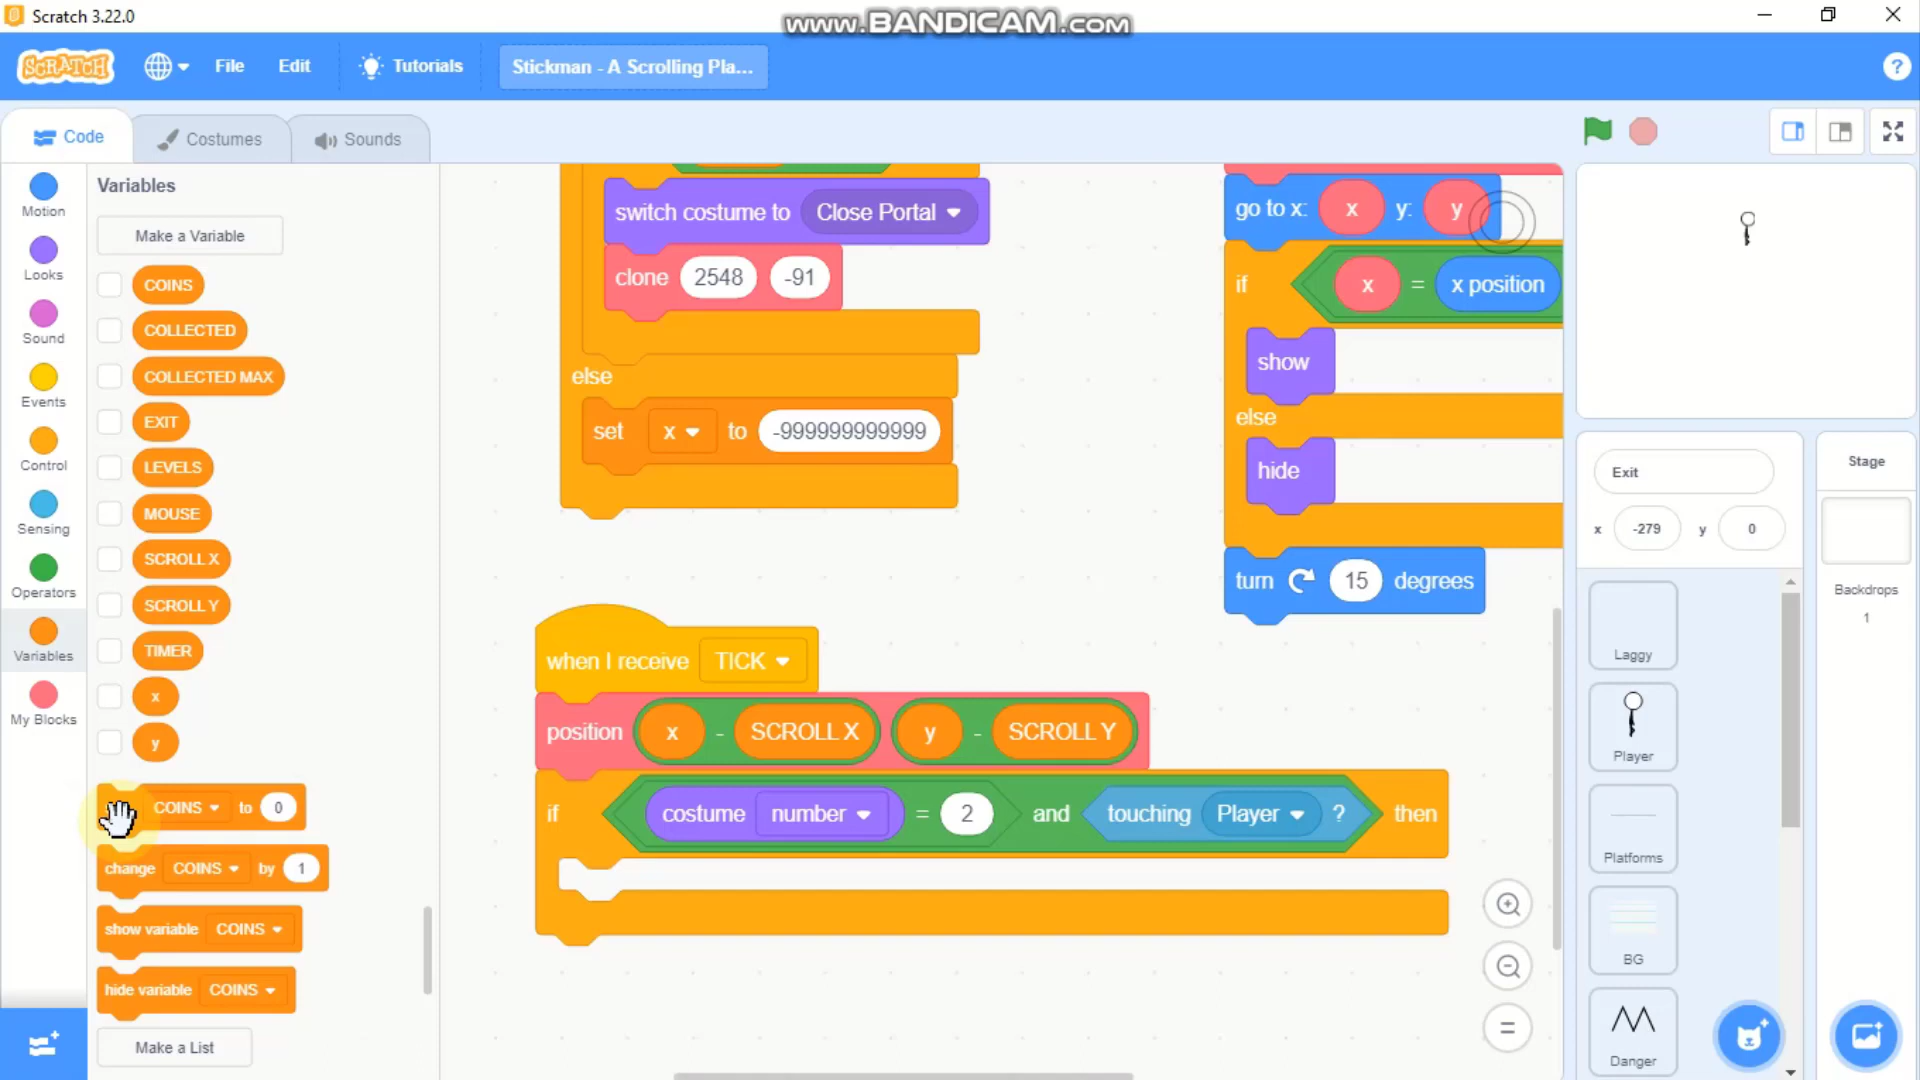 Scratch 3.22.0
www.BANDICAM.com
SCRATCH
File
Edit
Tutorials
Stickman - A Scrolling Pla...
?
Code
Costumes
Sounds
Motion
Looks
Sound
Events
Control
Sensing
Operators
Variables
My Blocks
Variables
Make a Variable
COINS
COLLECTED
COLLECTED MAX
EXIT
LEVELS
MOUSE
SCROLL X
SCROLL Y
TIMER
x
y
COINS to 0
change COINS by 1
show variable COINS
hide variable COINS
Make a List
switch costume to Close Portal
clone 2548 -91
else
set x to -999999999999
when I receive TICK
position x - SCROLL X y - SCROLL Y
if costume number = 2 and touching Player ? then
go to x: x y: y
if x = x position
show
else
hide
turn 15 degrees
Exit
x -279 y 0
Laggy
Player
Platforms
BG
Danger
Stage
Backdrops
1